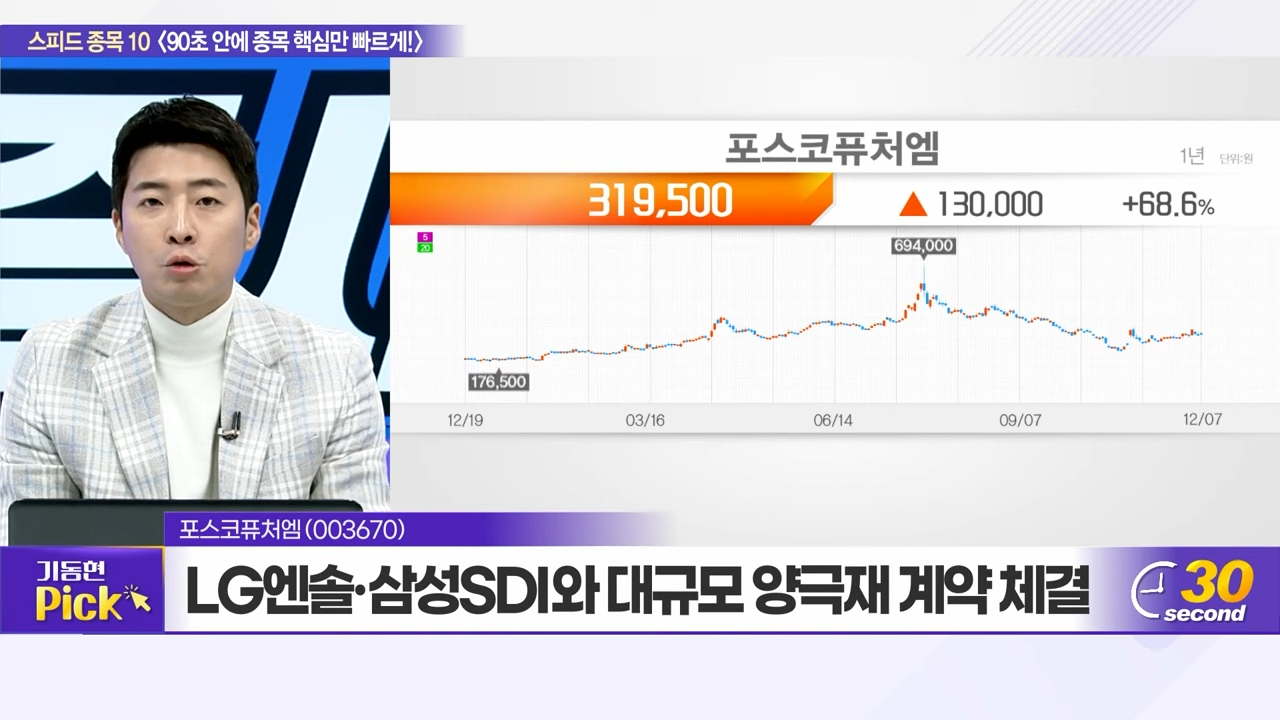 스피드 종목 10 <90초 안에 종목 핵심만 빠르게!>
포스코퓨처엠
1년 단위:원
319,500 ▲ 130,000 +68.6%
5
20
694,000
176,500
12/19 03/16 06/14 09/07 12/07
포스코퓨처엠(003670)
기동현
Pick
LG엔솔·삼성SDI와 대규모 양극재 계약 체결
30
second